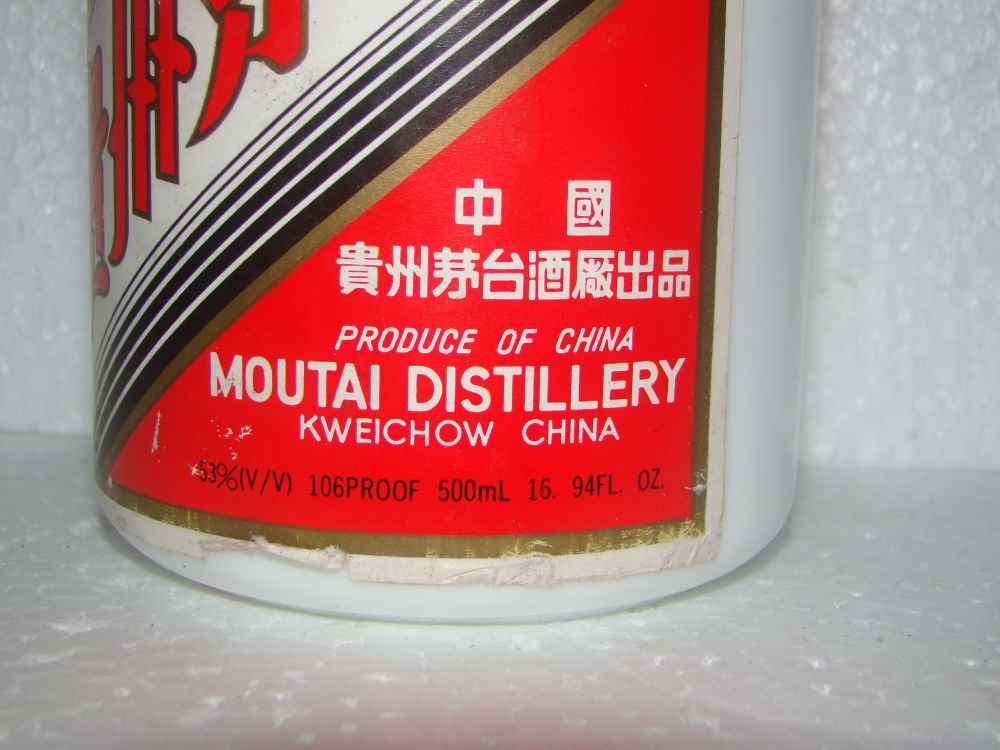 中國
貴州茅台酒厰出品
PRODUCE OF CHINA
MOUTAI DISTILLERY
KWEICHOW CHINA
53%(V/V) 106PROOF 500mL 16. 94FL. OZ.